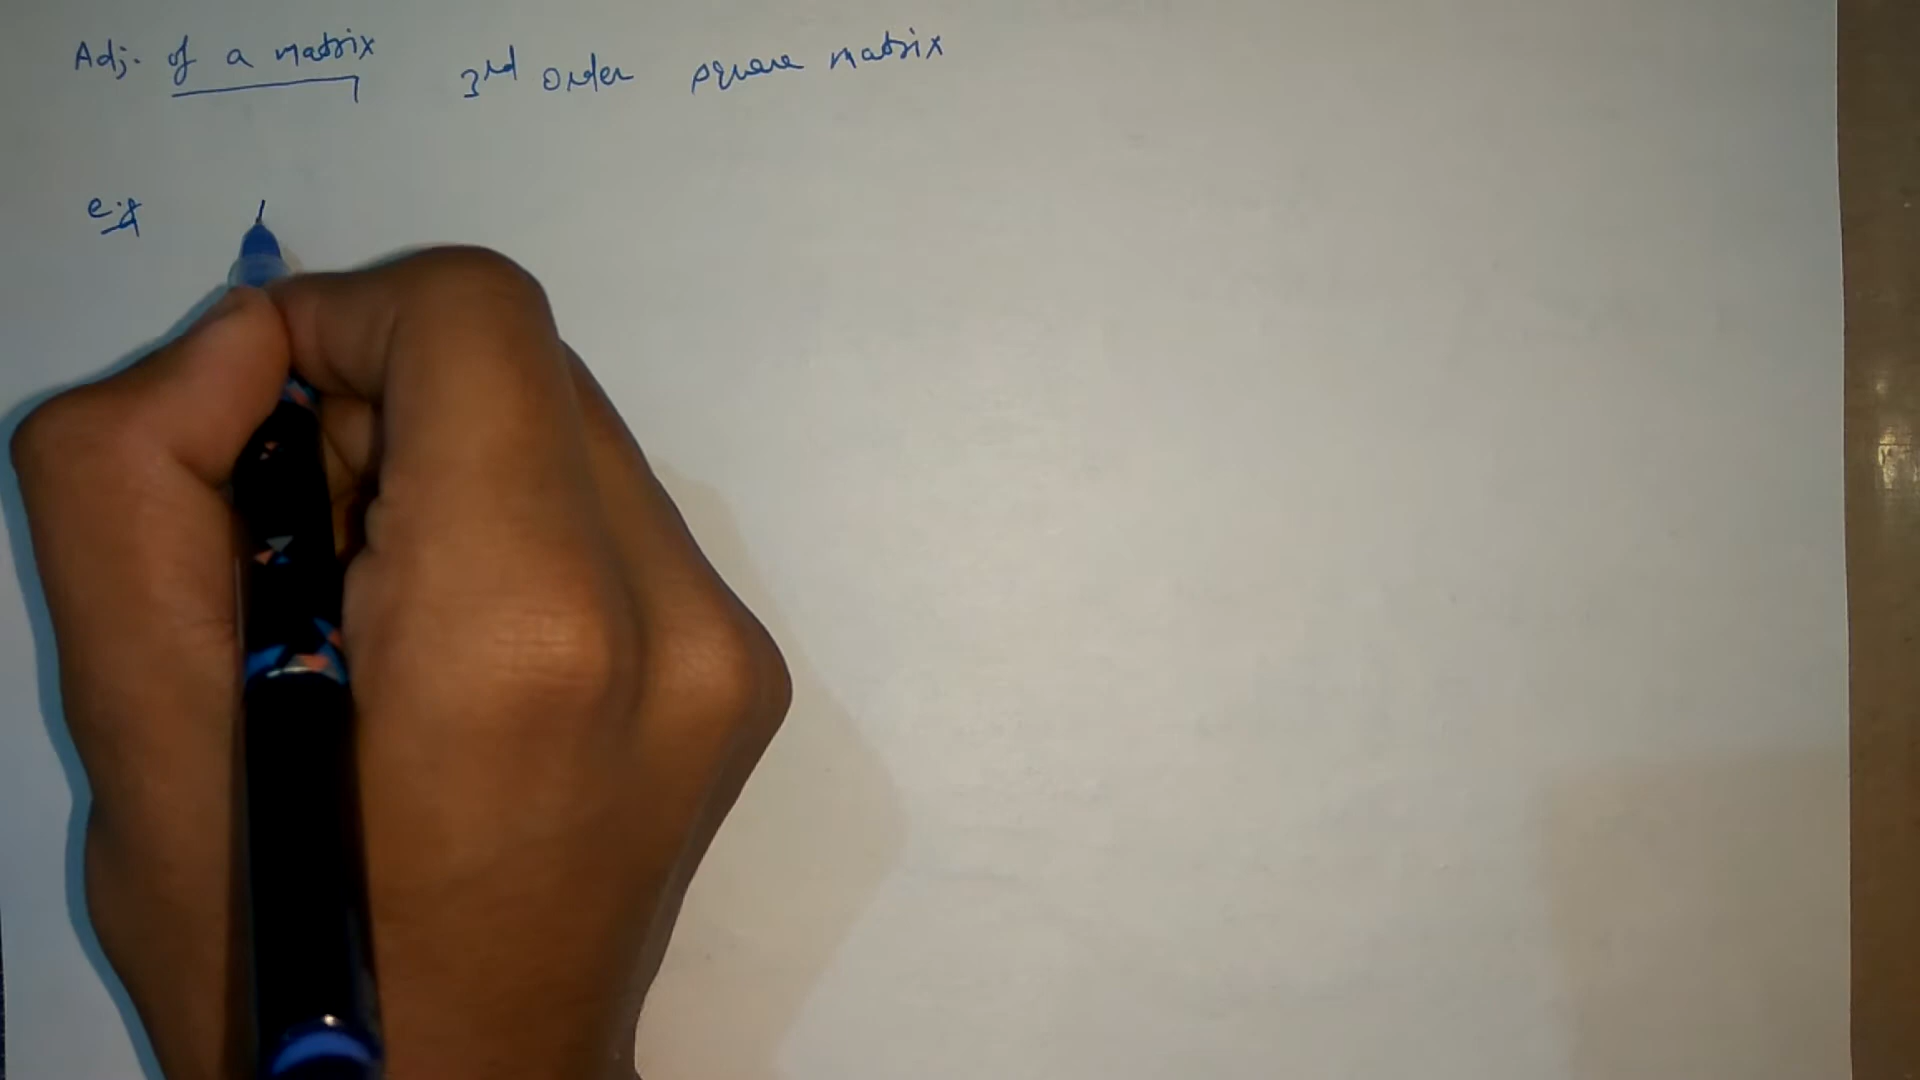 Adj. of a matrix 3rd order square matrix
e.g